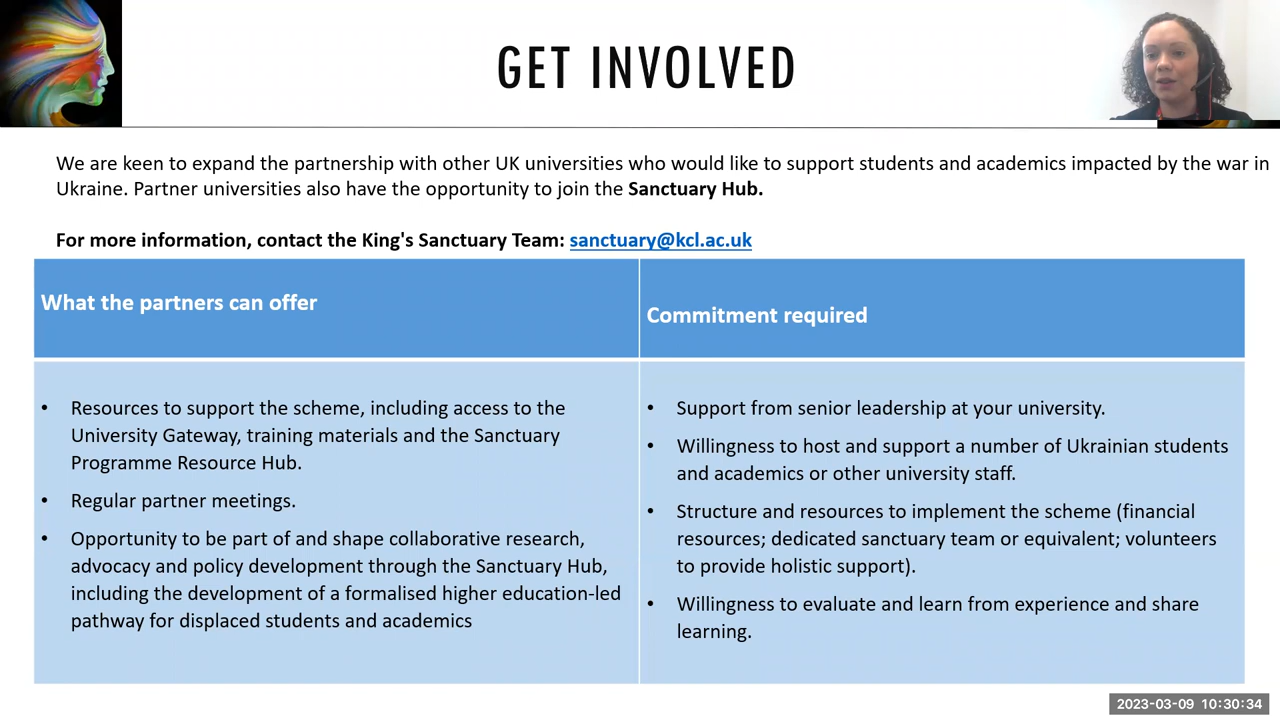 GET INVOLVED
We are keen to expand the partnership with other UK universities who would like to support students and academics impacted by the war in
Ukraine. Partner universities also have the opportunity to join the Sanctuary Hub.
For more information, contact the King's Sanctuary Team: sanctuary@kcl.ac.uk
What the partners can offer
• Resources to support the scheme, including access to the
University Gateway, training materials and the Sanctuary
Programme Resource Hub.
• Regular partner meetings.
• Opportunity to be part of and shape collaborative research,
advocacy and policy development through the Sanctuary Hub,
including the development of a formalised higher education-led
pathway for displaced students and academics
Commitment required
• Support from senior leadership at your university.
• Willingness to host and support a number of Ukrainian students
and academics or other university staff.
• Structure and resources to implement the scheme (financial
resources; dedicated sanctuary team or equivalent; volunteers
to provide holistic support).
• Willingness to evaluate and learn from experience and share
learning.
2023-03-09 10:30:34